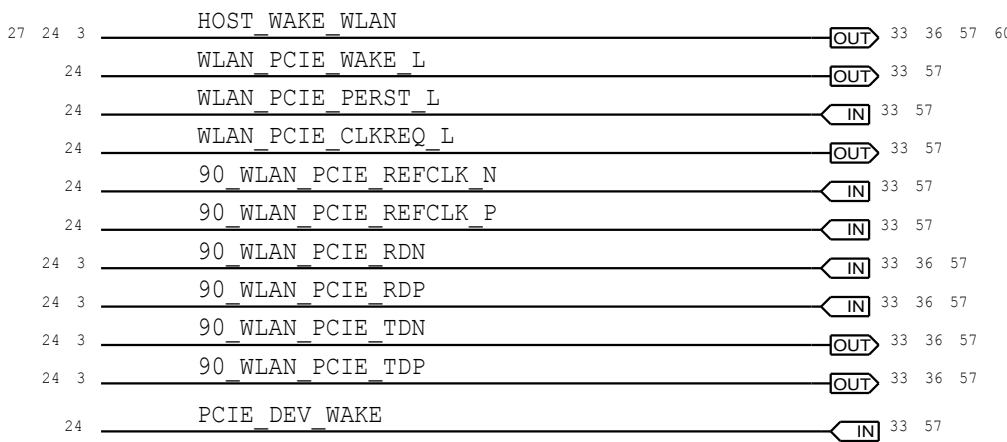 27 24 3 HOST_WAKE_WLAN OUT 33 36 57 60
24 WLAN_PCIE_WAKE_L OUT 33 57
24 WLAN_PCIE_PERST_L IN 33 57
24 WLAN_PCIE_CLKREQ_L OUT 33 57
24 90_WLAN_PCIE_REFCLK_N IN 33 57
24 90_WLAN_PCIE_REFCLK_P IN 33 57
24 3 90_WLAN_PCIE_RDN IN 33 36 57
24 3 90_WLAN_PCIE_RDP IN 33 36 57
24 3 90_WLAN_PCIE_TDN OUT 33 36 57
24 3 90_WLAN_PCIE_TDP OUT 33 36 57
24 PCIE_DEV_WAKE IN 33 57